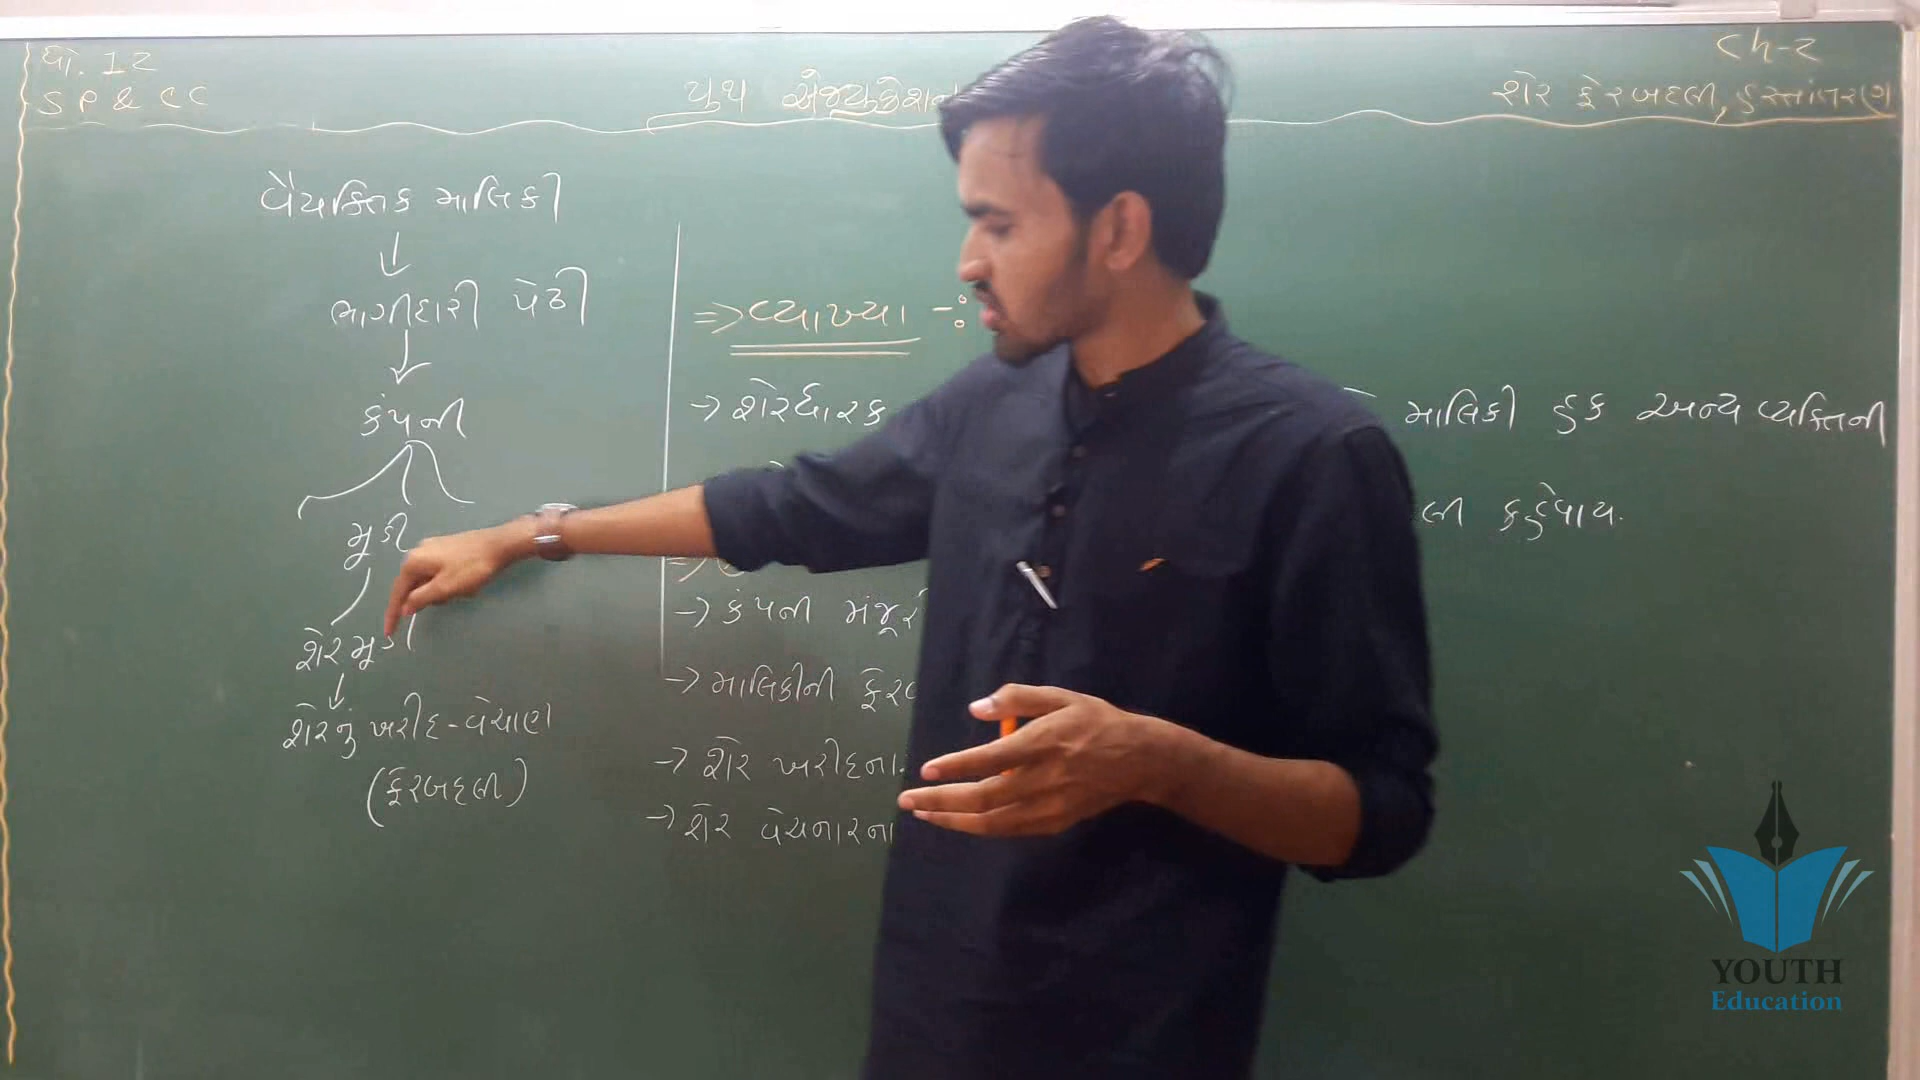 ધો. 12
SP & CC
યુથ એજ્યુકેશન
Ch-2
શેર ફેરબદલી, હસ્તાંતરણ
વૈયક્તિક માલિકી
ભાગીદારી પેઢી
કંપની
મૂડી
શેરમૂડી
શેરનું ખરીદ-વેચાણ
(ફેરબદલી)
=> વ્યાખ્યા -:
→ શેરધારક માલિકી હક અન્ય વ્યક્તિની
લી કહેવાય.
→ કંપની મંજૂરી
→ માલિકીની
→ શેર ખરીદના
→ શેર વેચનારના
YOUTH
Education